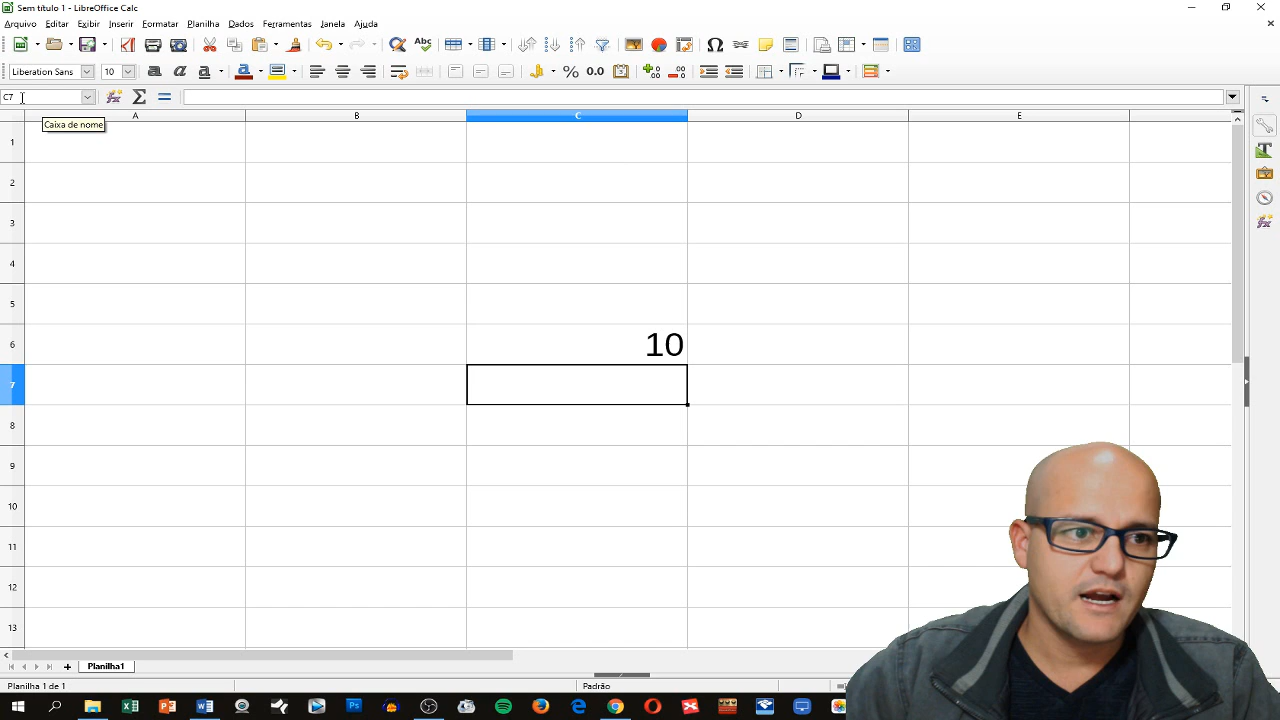 Sem título 1 - LibreOffice Calc
Arquivo Editar Exibir Inserir Formatar Planilha Dados Ferramentas Janela Ajuda
Abc
Liberation Sans 10 a a a a % 0.0
C7 fx Σ =
Caixa de nome
A B C D E
1
2
3
4
5
6 10
7
8
9
10
11
12
13
Planilha1
Planilha 1 de 1 Padrão